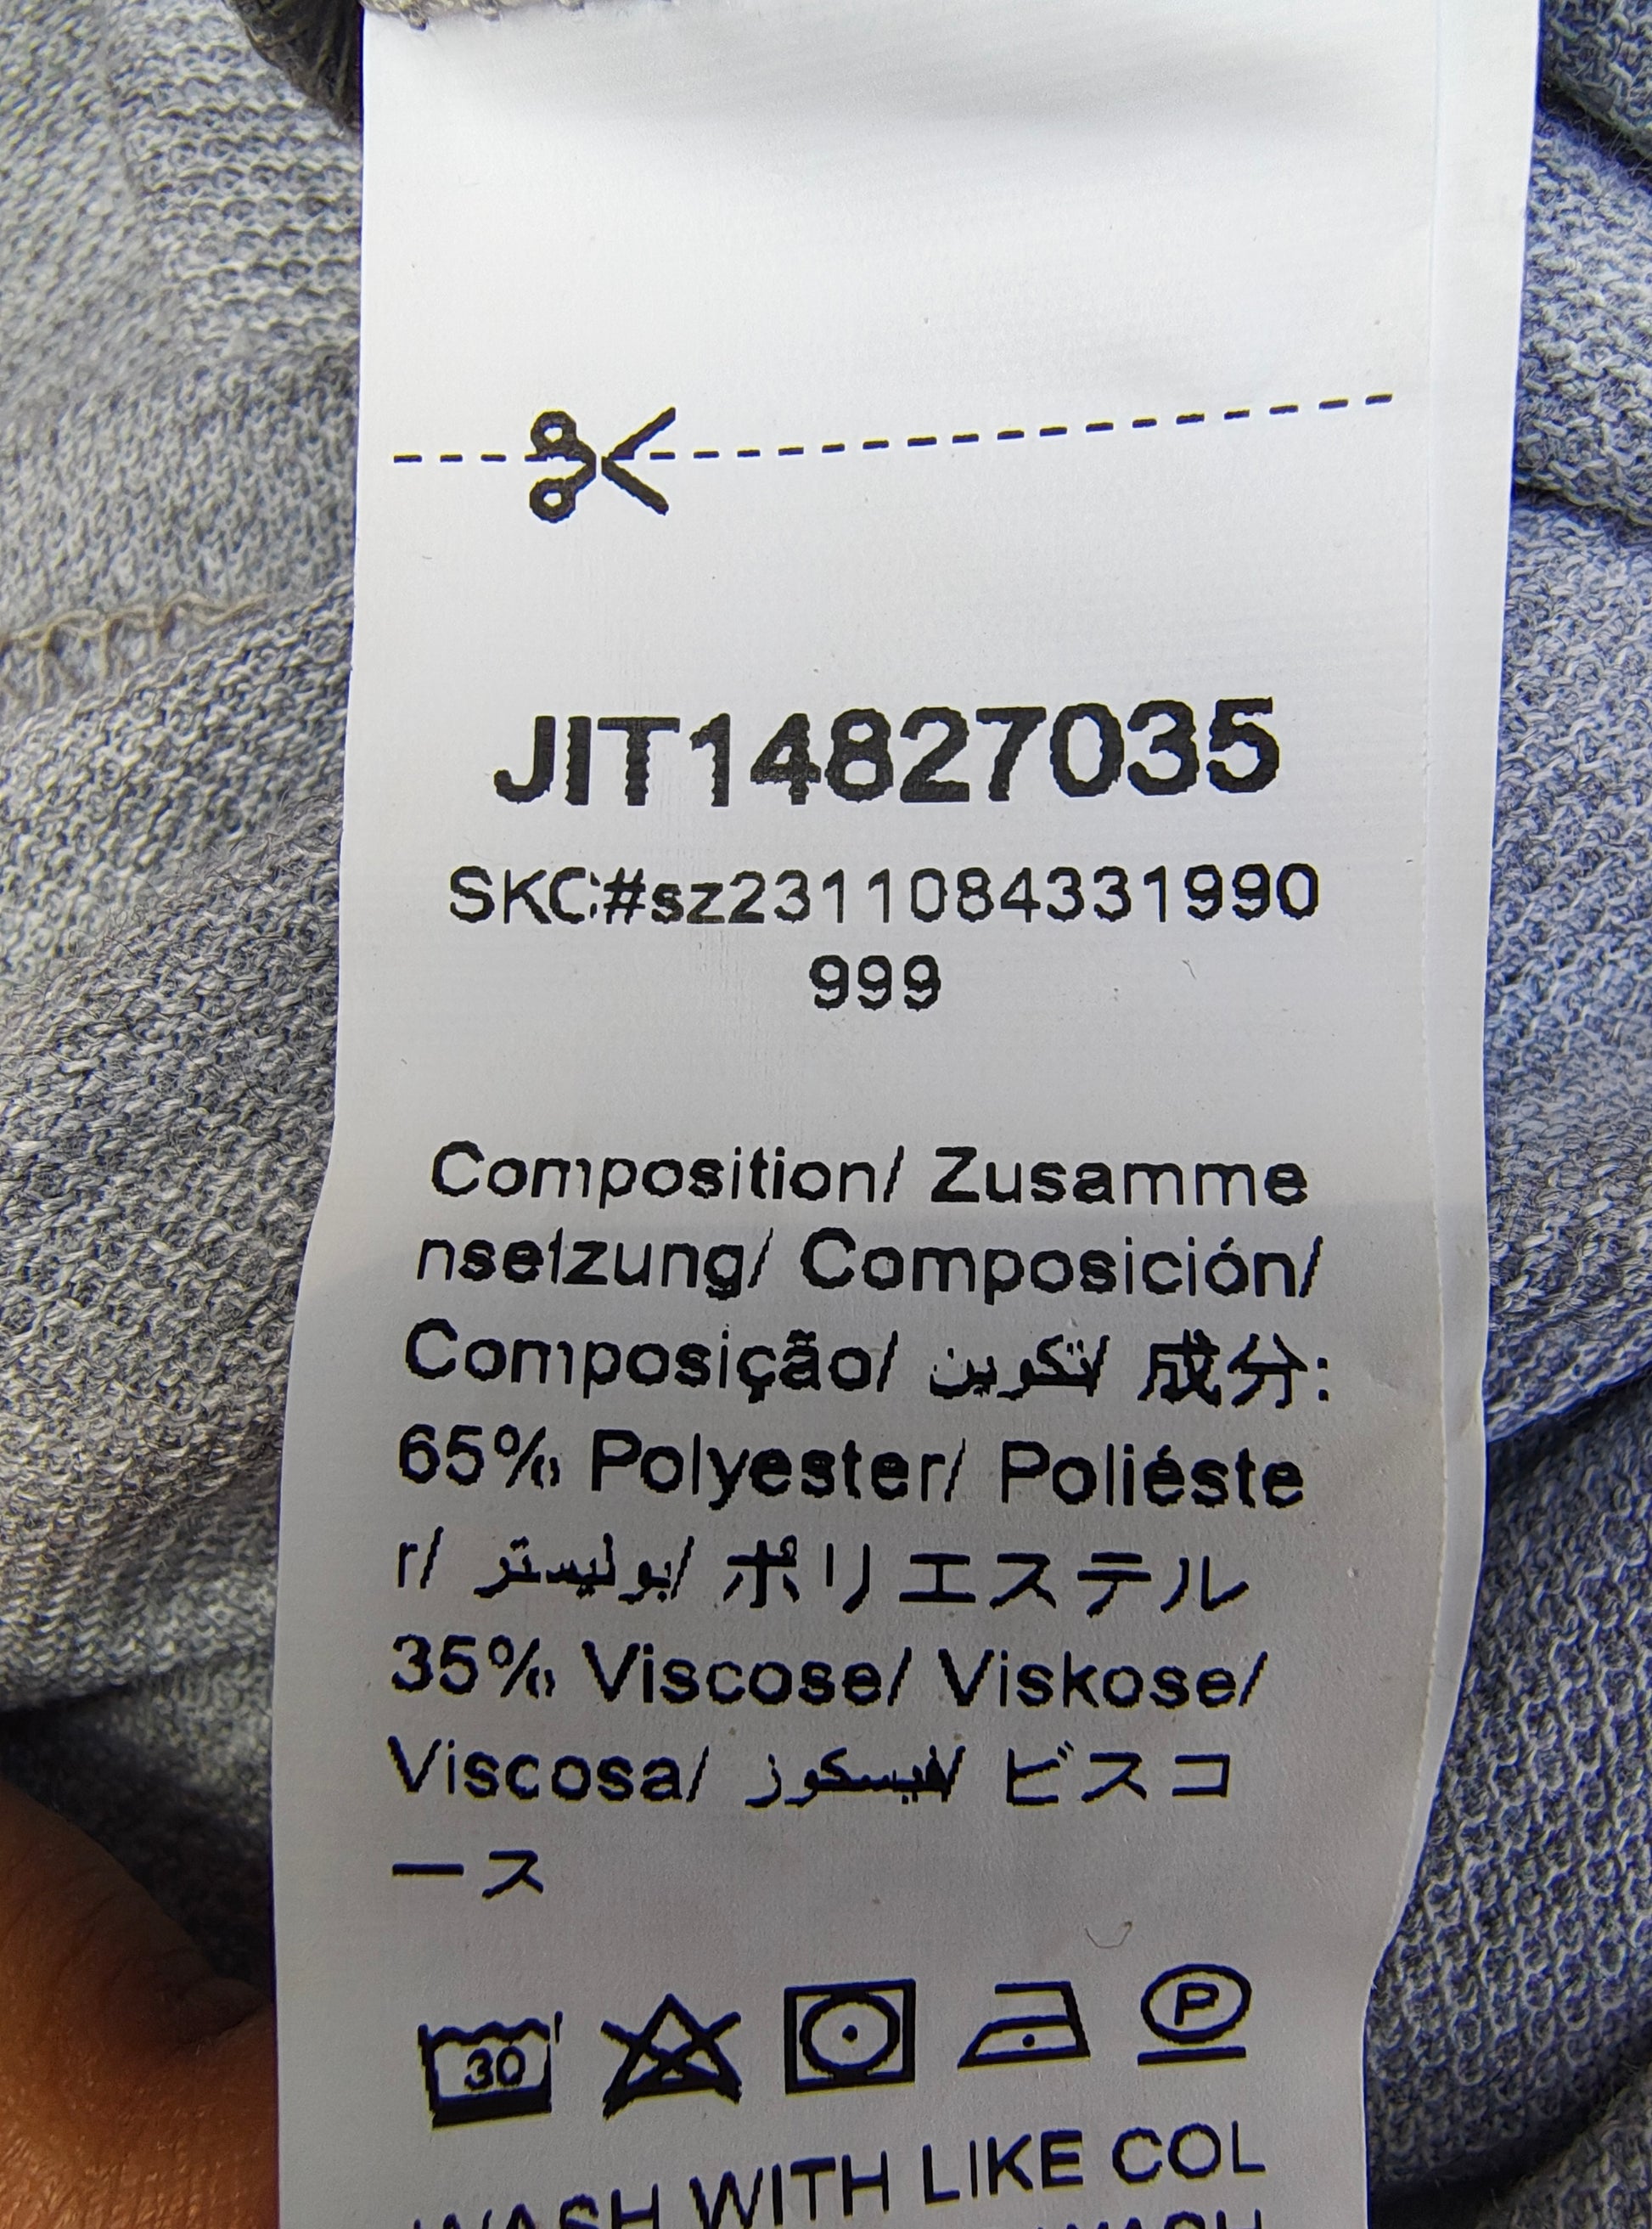 JIT14827035
SKC#sz2311084331990
999
Composition/ Zusamme
nsetzung/ Composición/
Composição/ تكوين/ 成分:
65% Polyester/ Poliéste
r/ بوليستر/ ポリエステル
35% Viscose/ Viskose/
Viscosa/ فيسكوز/ ビスコ
ース
30
P
WASH WITH LIKE COL
WASH